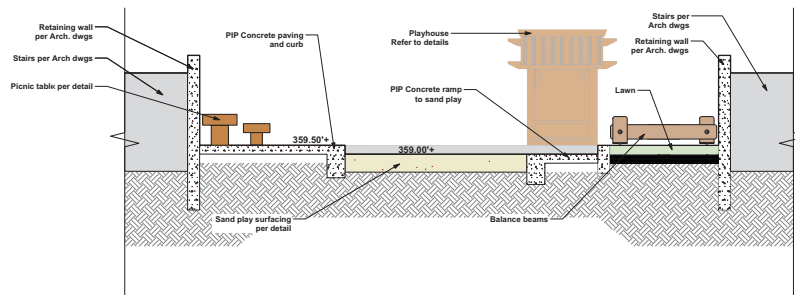 Retaining wall
per Arch. dwgs
Stairs per Arch dwgs
Picnic table per detail
PIP Concrete paving
and curb
Playhouse
Refer to details
PIP Concrete ramp
to sand play
Stairs per
Arch dwgs
Retaining wall
per Arch. dwgs
Lawn
359.50'+
359.00'+
Sand play surfacing
per detail
Balance beams